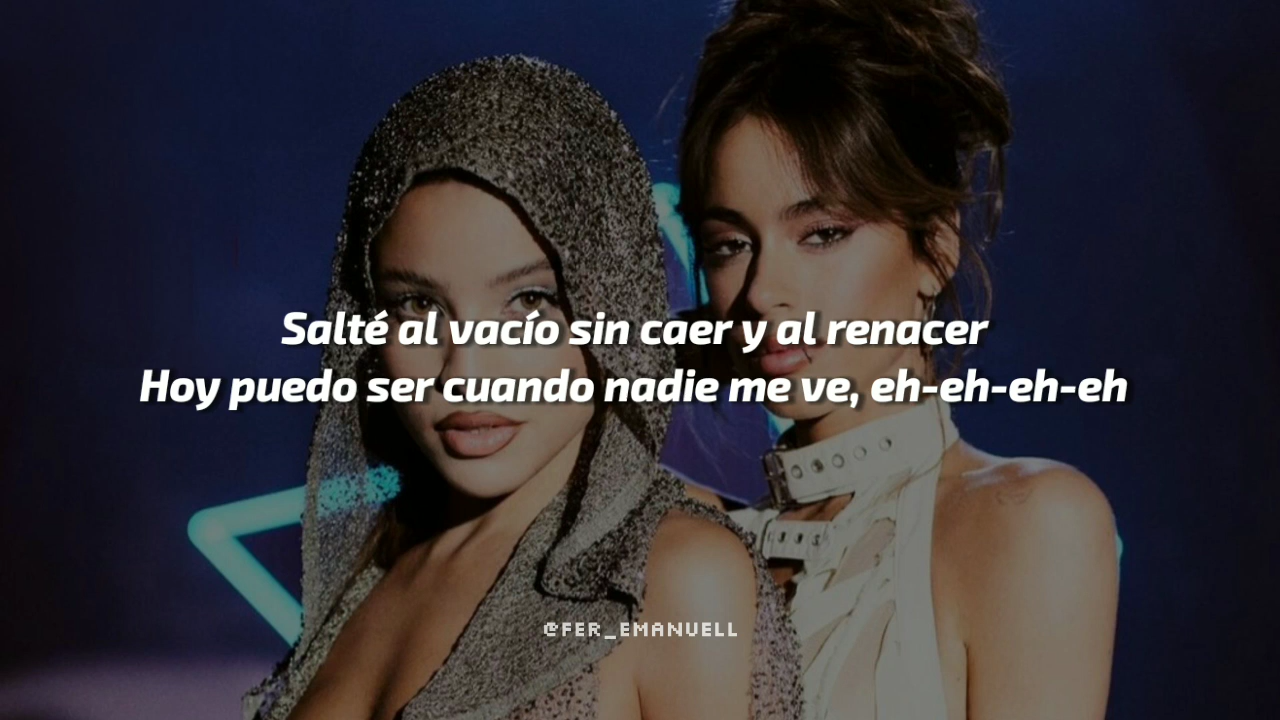 Salté al vacío sin caer y al renacer
Hoy puedo ser cuando nadie me ve, eh-eh-eh-eh
@FER_EMANUELL